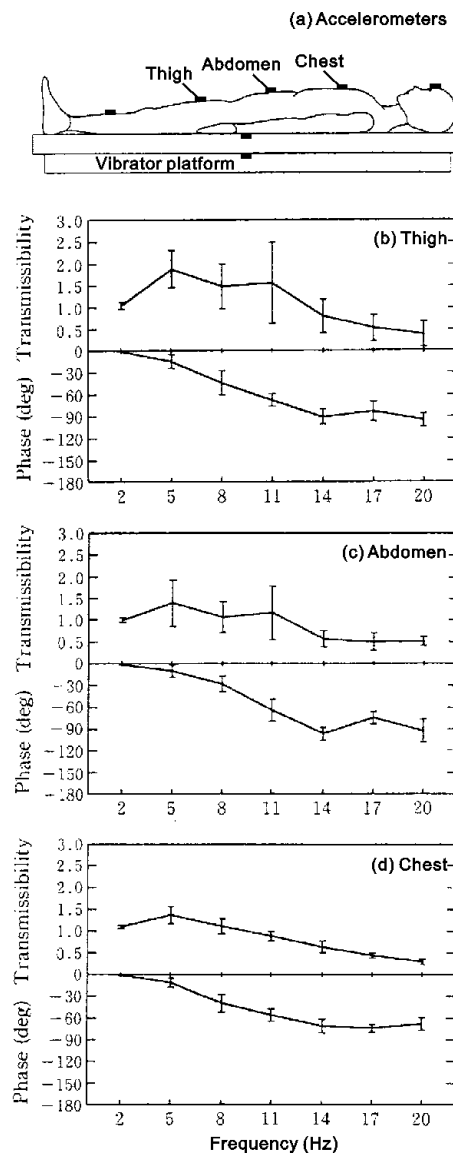 (a) Accelerometers
Thigh
Abdomen
Chest
Vibrator platform
(b) Thigh
Transmissibility
3.0
2.5
2.0
1.5
1.0
0.5
0
Phase (deg)
-30
-60
-90
-120
-150
-180
2 5 8 11 14 17 20
(c) Abdomen
Transmissibility
3.0
2.5
2.0
1.5
1.0
0.5
0
Phase (deg)
-30
-60
-90
-120
-150
-180
2 5 8 11 14 17 20
(d) Chest
Transmissibility
3.0
2.5
2.0
1.5
1.0
0.5
0
Phase (deg)
-30
-60
-90
-120
-150
-180
2 5 8 11 14 17 20
Frequency (Hz)